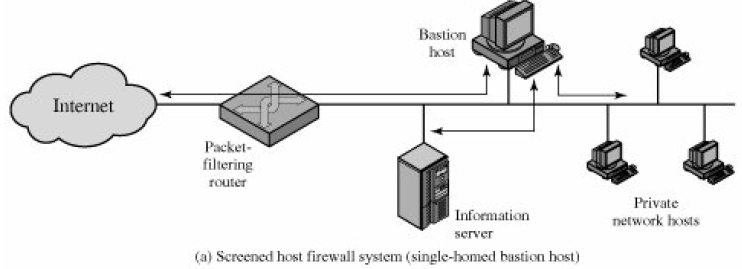 Bastion
host
Internet
Packet-
filtering
router
Information
server
Private
network hosts
(a) Screened host firewall system (single-homed bastion host)